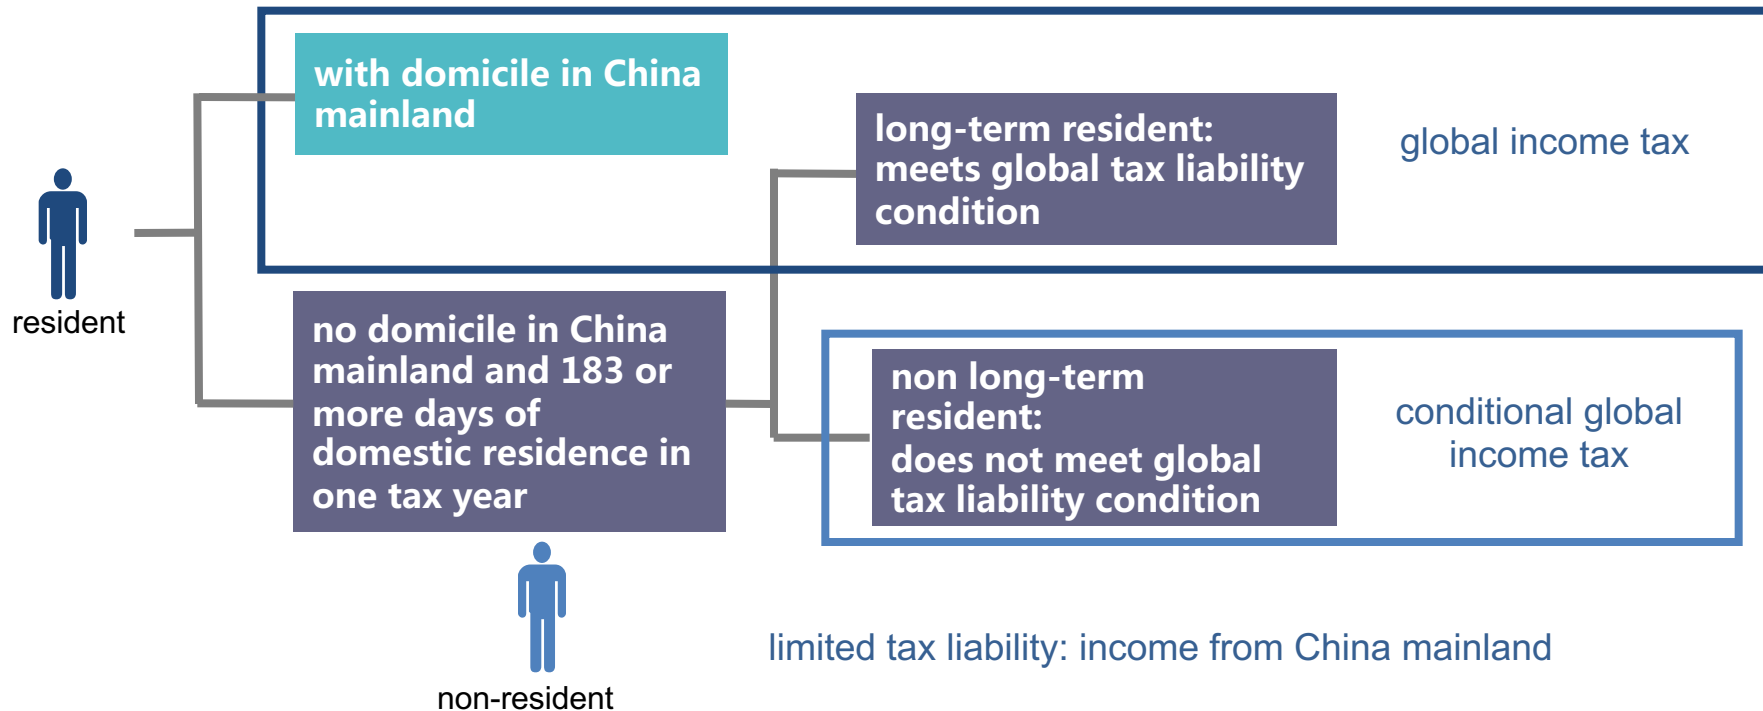 with domicile in China
mainland
long-term resident:
meets global tax liability
condition
global income tax
resident
no domicile in China
mainland and 183 or
more days of
domestic residence in
one tax year
non long-term
resident:
does not meet global
tax liability condition
conditional global
income tax
limited tax liability: income from China mainland
non-resident